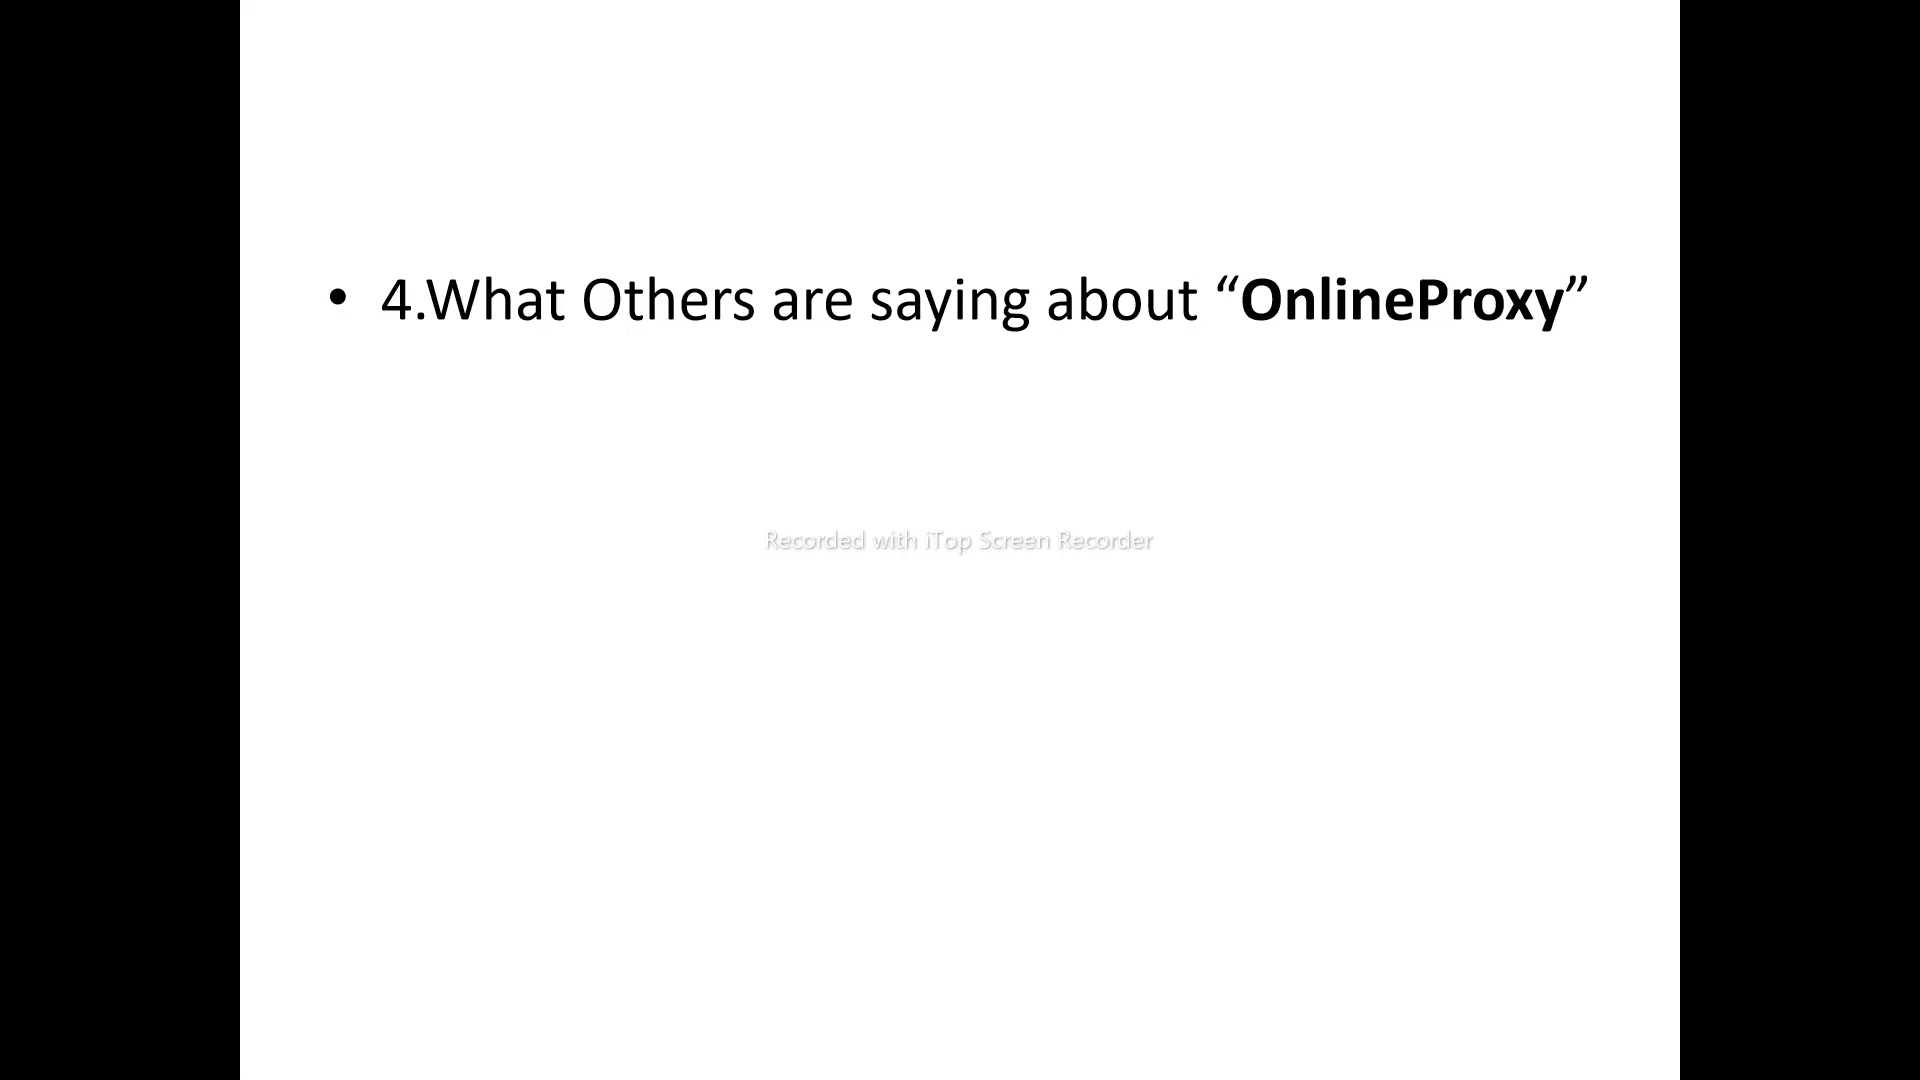 • 4.What Others are saying about “OnlineProxy”
Recorded with iTop Screen Recorder